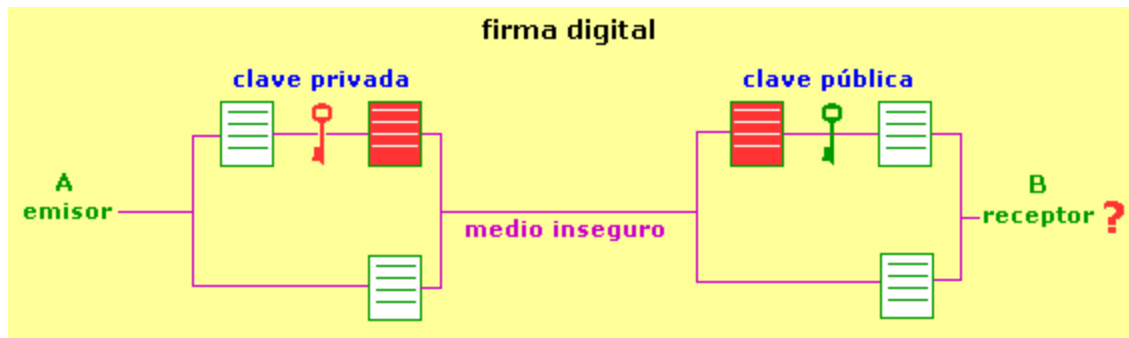 firma digital
clave privada
clave pública
A
emisor
medio inseguro
B
receptor ?